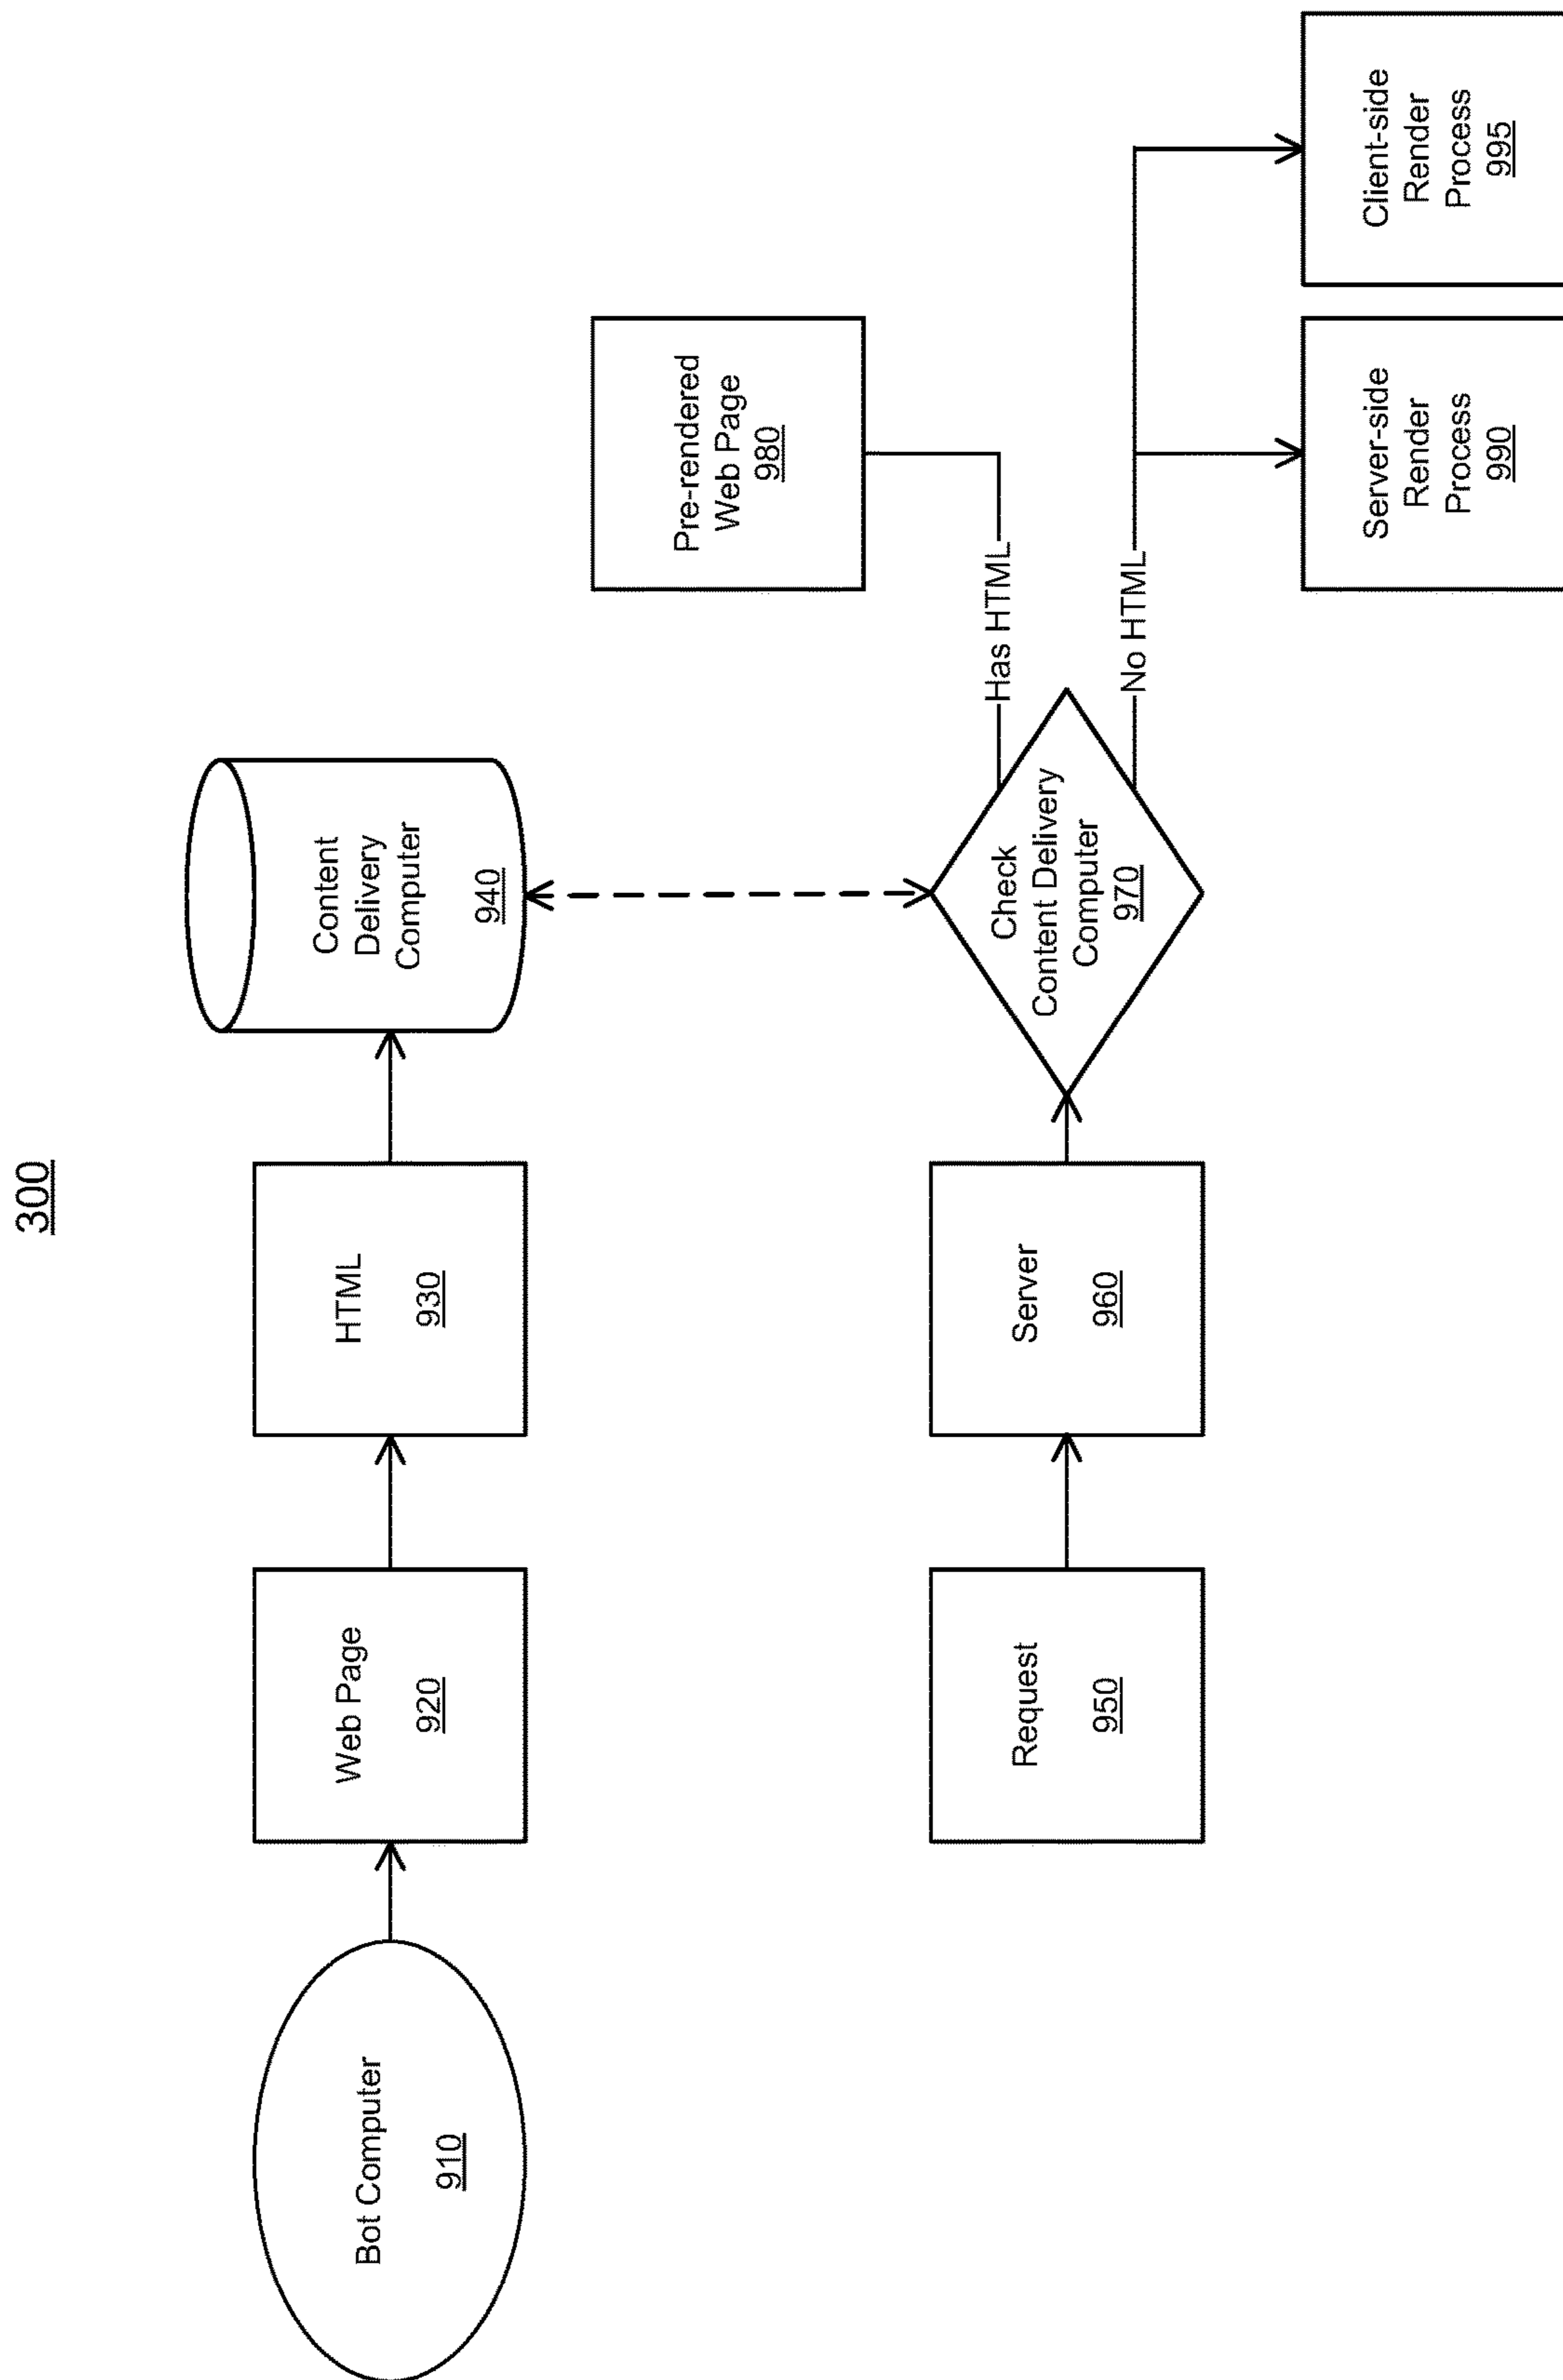 300
Bot Computer
910
Web Page
920
HTML
930
Content
Delivery
Computer
940
Request
950
Server
960
Check
Content Delivery
Computer
970
Has HTML
No HTML
Pre-rendered
Web Page
980
Server-side
Render
Process
990
Client-side
Render
Process
995